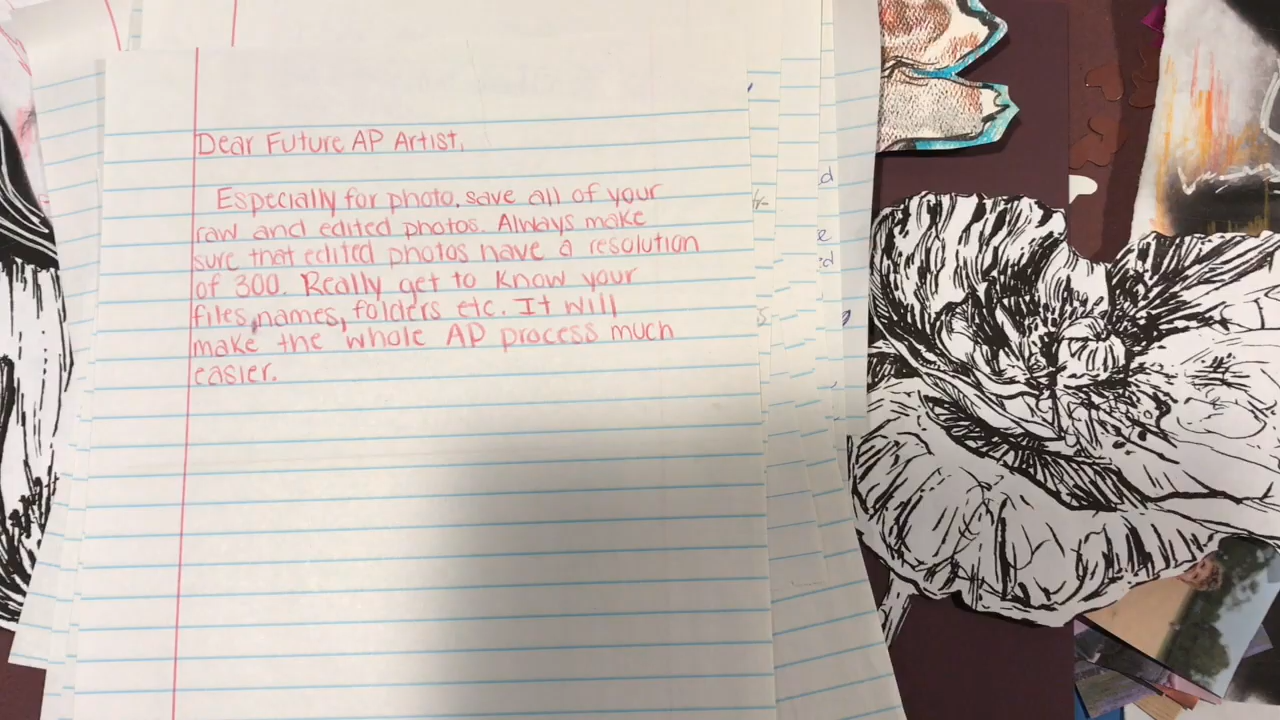 Dear Future AP Artist,
Especially for photo, save all of your
raw and edited photos. Always make
sure that edited photos have a resolution
of 300. Really get to know your
files, names, folders etc. It will
make the whole AP process much
easier.